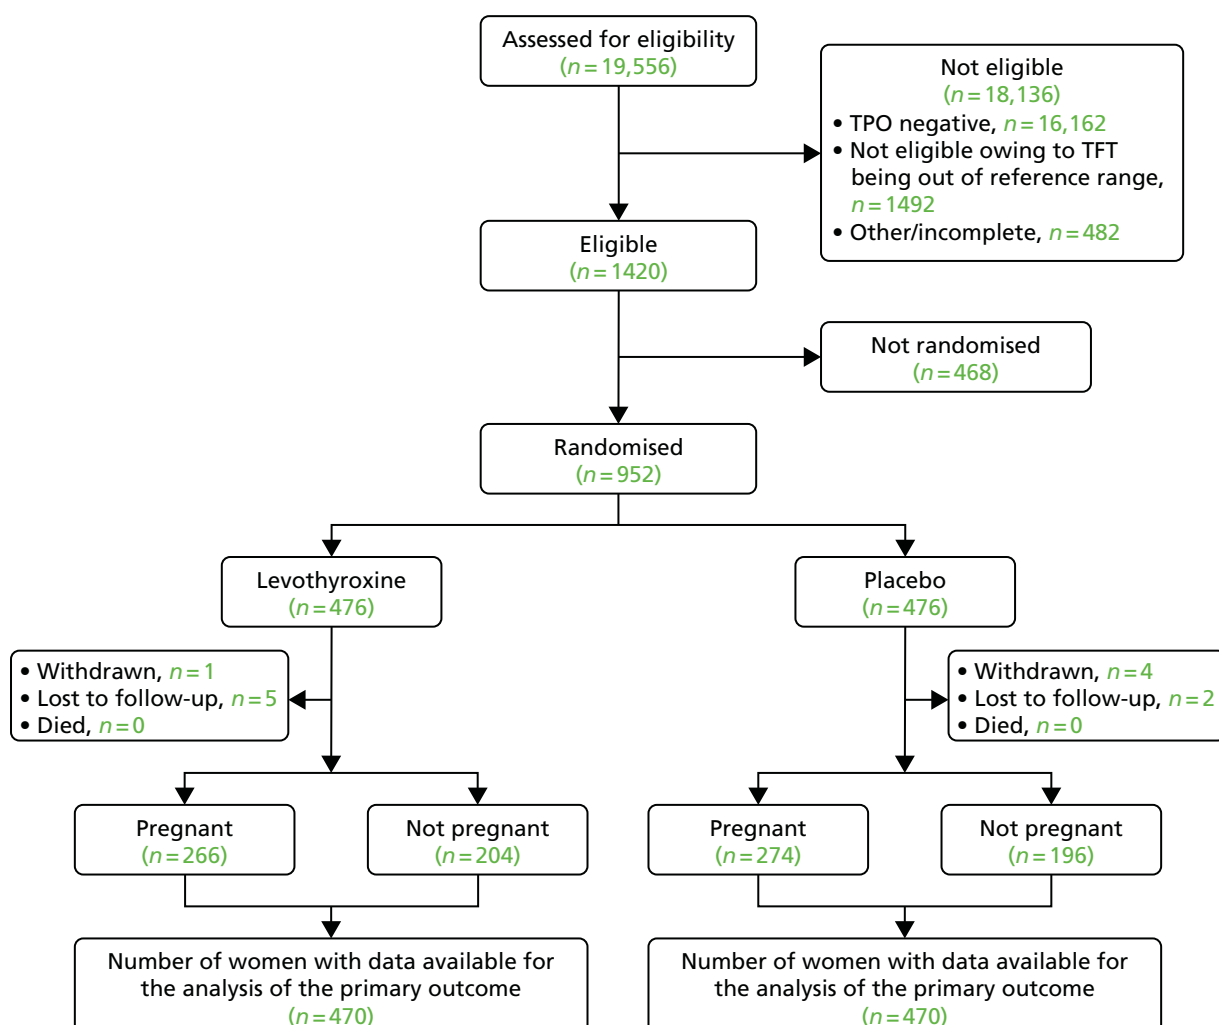 Assessed for eligibility
(n=19,556)
Not eligible
(n=18,136)
• TPO negative, n=16,162
• Not eligible owing to TFT
being out of reference range,
n=1492
• Other/incomplete, n=482
Eligible
(n=1420)
Not randomised
(n=468)
Randomised
(n=952)
Levothyroxine
(n=476)
Placebo
(n=476)
• Withdrawn, n=1
• Lost to follow-up, n=5
• Died, n=0
• Withdrawn, n=4
• Lost to follow-up, n=2
• Died, n=0
Pregnant
(n=266)
Not pregnant
(n=204)
Pregnant
(n=274)
Not pregnant
(n=196)
Number of women with data available for
the analysis of the primary outcome
(n=470)
Number of women with data available for
the analysis of the primary outcome
(n=470)